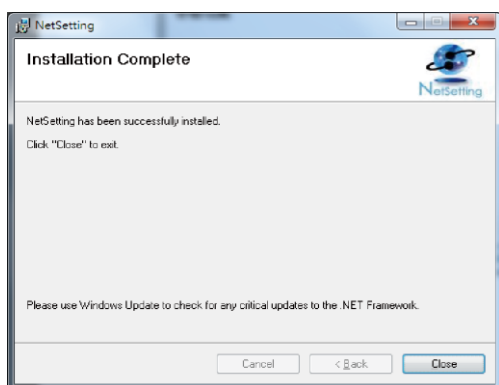 NetSetting
Installation Complete
NetSetting
NetSetting has been successfully installed.
Click "Close" to exit.
Please use Windows Update to check for any critical updates to the .NET Framework.
Cancel
< Back
Close